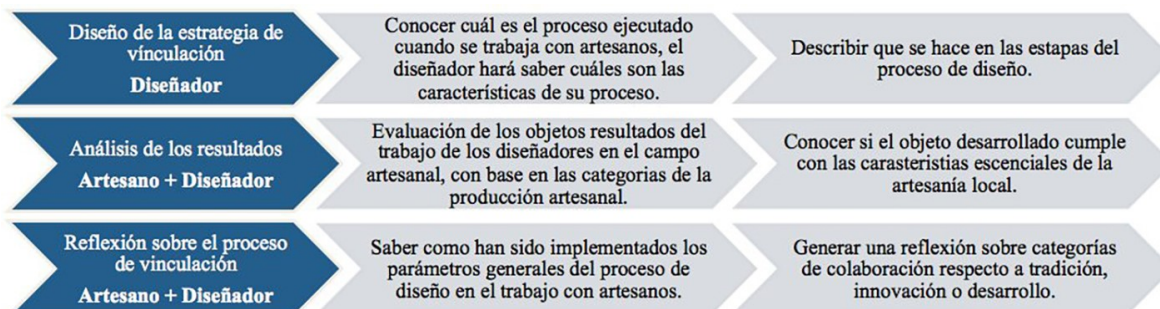 Diseño de la estrategia de
vínculación
Diseñador
Conocer cuál es el proceso ejecutado
cuando se trabaja con artesanos, el
diseñador hará saber cuáles son las
características de su proceso.
Describir que se hace en las estapas del
proceso de diseño.
Análisis de los resultados
Artesano + Diseñador
Evaluación de los objetos resultados del
trabajo de los diseñadores en el campo
artesanal, con base en las categorias de la
producción artesanal.
Conocer si el objeto desarrollado cumple
con las carasteristias escenciales de la
artesanía local.
Reflexión sobre el proceso
de vinculación
Artesano + Diseñador
Saber como han sido implementados los
parámetros generales del proceso de
diseño en el trabajo con artesanos.
Generar una reflexión sobre categorías
de colaboración respecto a tradición,
innovación o desarrollo.